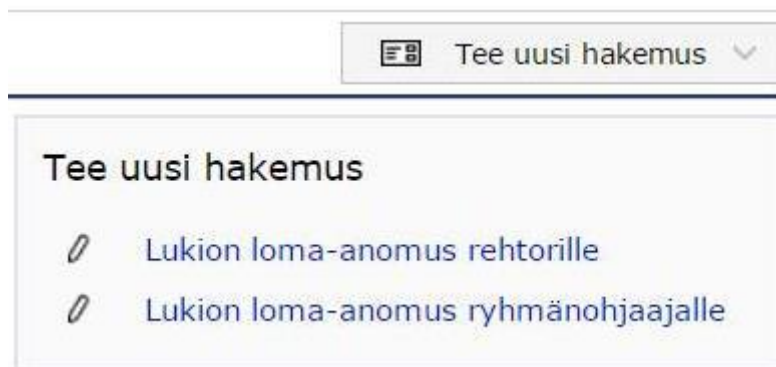 Tee uusi hakemus
Tee uusi hakemus
Lukion loma-anomus rehtorille
Lukion loma-anomus ryhmänohjaajalle